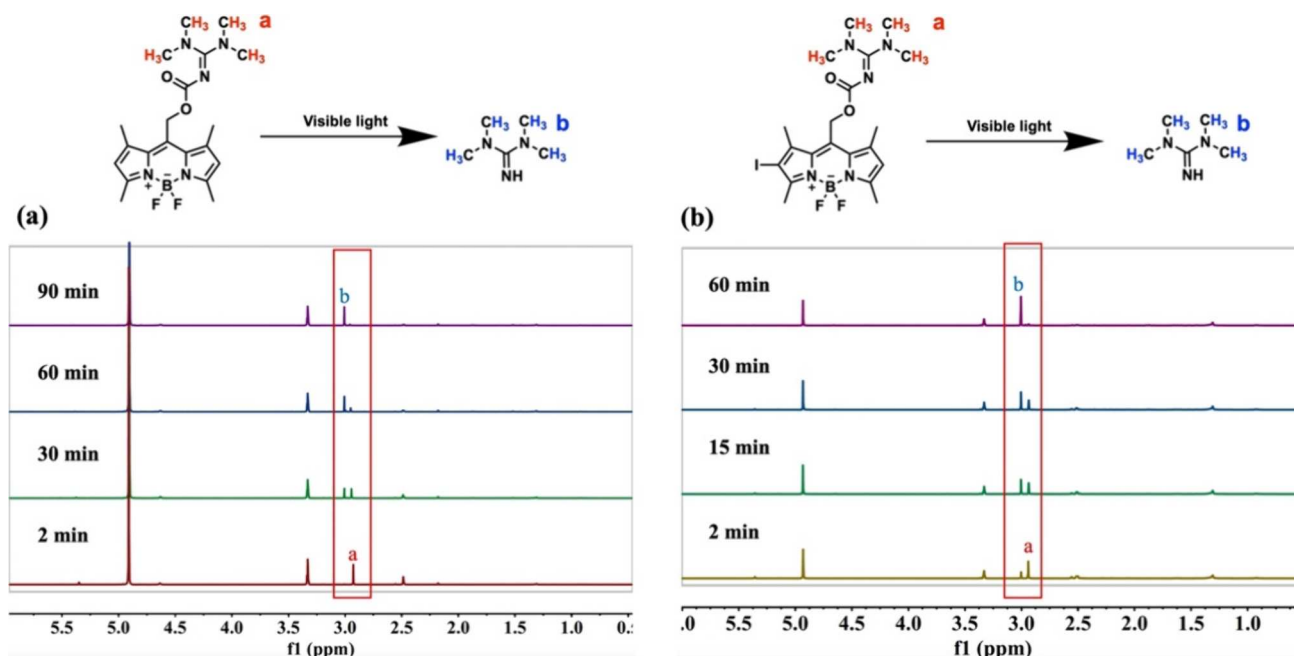 a
CH₃ CH₃
N N
H₃C CH₃
O N
O
N N
+ B −
F F
Visible light
CH₃ CH₃ b
N N
H₃C CH₃
NH
a
CH₃ CH₃
N N
H₃C CH₃
O N
O
I
N N
+ B −
F F
Visible light
CH₃ CH₃ b
N N
H₃C CH₃
NH
(a)
90 min
b
60 min
30 min
2 min
a
5.5 5.0 4.5 4.0 3.5 3.0 2.5 2.0 1.5 1.0 0.5
f1 (ppm)
(b)
60 min
b
30 min
15 min
2 min
a
.0 5.5 5.0 4.5 4.0 3.5 3.0 2.5 2.0 1.5 1.0
f1 (ppm)